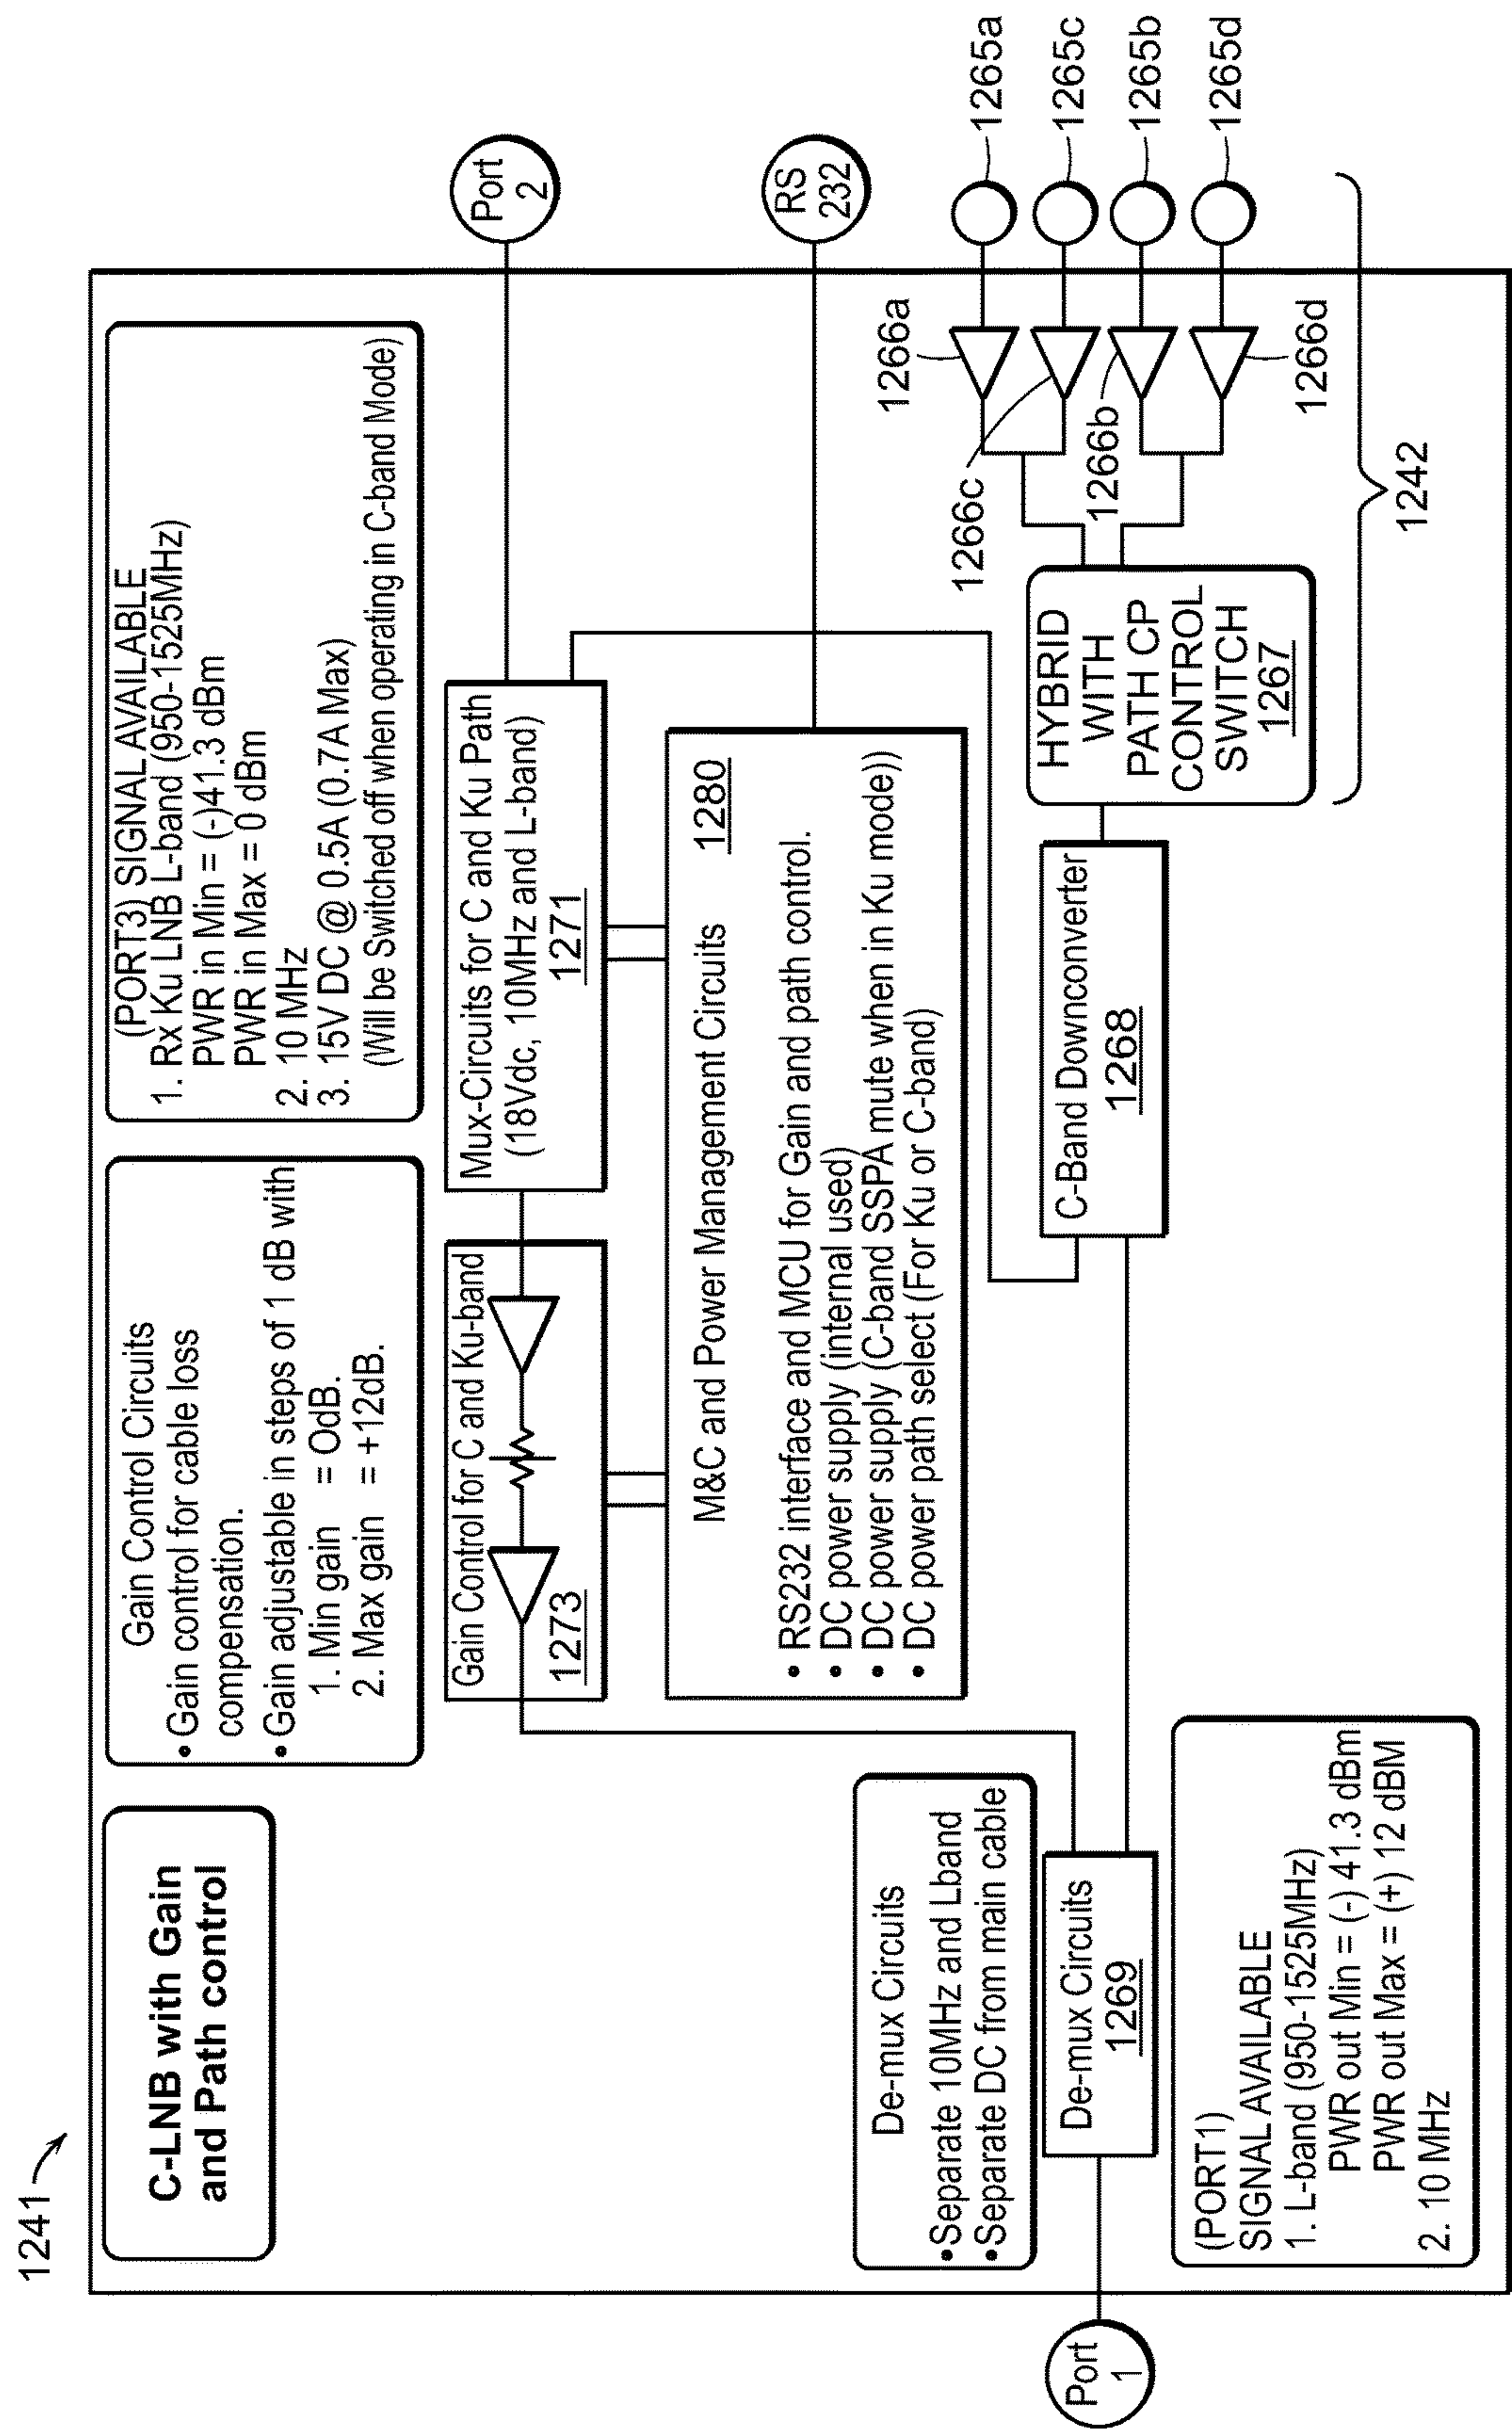 1241
C-LNB with Gain
and Path control
Gain Control Circuits
• Gain control for cable loss
compensation.
• Gain adjustable in steps of 1 dB with
1. Min gain = 0dB.
2. Max gain = +12dB.
(PORT3) SIGNAL AVAILABLE
1. Rx Ku LNB L-band (950-1525MHz)
PWR in Min = (-)41.3 dBm
PWR in Max = 0 dBm
2. 10 MHz
3. 15V DC @ 0.5A (0.7A Max)
(Will be Switched off when operating in C-band Mode)
Gain Control for C and Ku-band
1273
Mux-Circuits for C and Ku Path
(18Vdc, 10MHz and L-band)
1271
Port
2
M&C and Power Management Circuits
1280
• RS232 interface and MCU for Gain and path control.
• DC power supply (internal used)
• DC power supply (C-band SSPA mute when in Ku mode))
• DC power path select (For Ku or C-band)
RS
232
De-mux Circuits
•Separate 10MHz and Lband
•Separate DC from main cable
Port
1
De-mux Circuits
1269
C-Band Downconverter
1268
HYBRID
WITH
PATH CP
CONTROL
SWITCH
1267
1266a
1266c
1266b
1266d
1265a
1265c
1265b
1265d
1242
(PORT1)
SIGNAL AVAILABLE
1. L-band (950-1525MHz)
PWR out Min = (-) 41.3 dBm
PWR out Max = (+) 12 dBM
2. 10 MHz